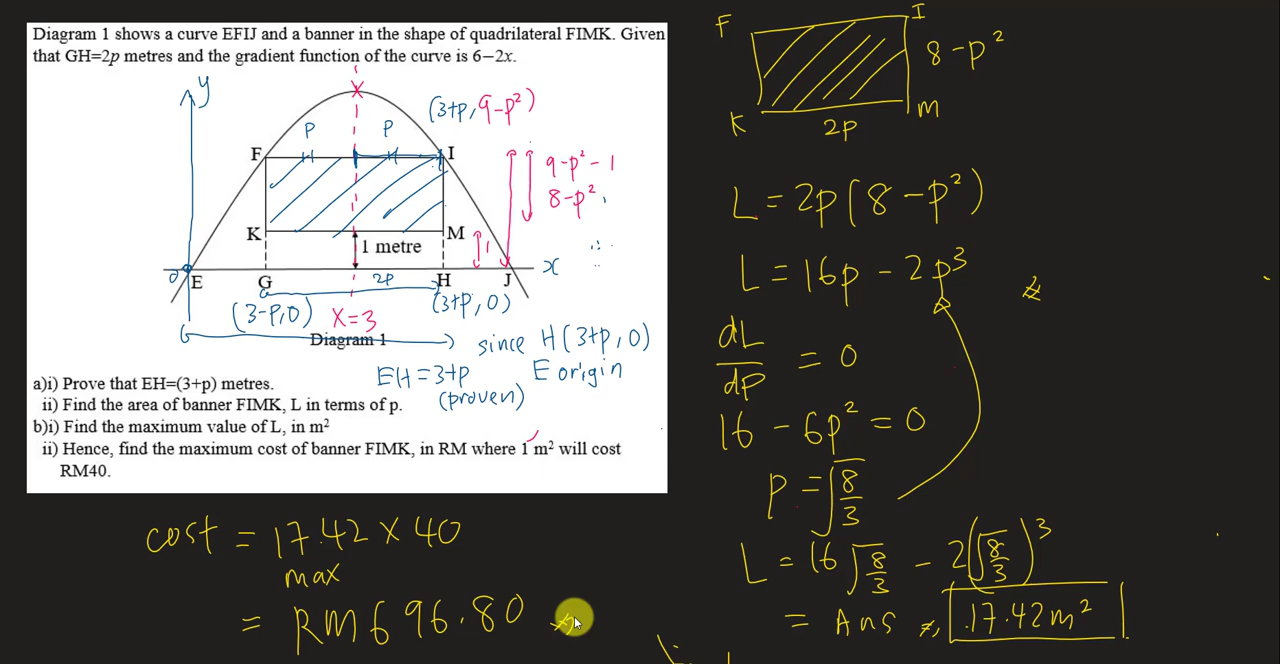 Diagram 1 shows a curve EFIJ and a banner in the shape of quadrilateral FIMK. Given
that GH=2p metres and the gradient function of the curve is 6−2x.
y
(3+p, 9-p²)
P P
F I
9-p²-1
8-p²
K M
1 metre 1
0 E G 2p H J x
(3-p,0) x=3 (3+p,0)
Diagram 1
since H(3+p,0)
EH=3+p E origin
(proven)
a)i) Prove that EH=(3+p) metres.
ii) Find the area of banner FIMK, L in terms of p.
b)i) Find the maximum value of L, in m²
ii) Hence, find the maximum cost of banner FIMK, in RM where 1 m² will cost
RM40.
cost = 17.42 × 40
max
= RM696.80
F I
8-p²
K M
2p
L = 2p(8-p²)
L = 16p - 2p³
dL/dp = 0
16 - 6p² = 0
p = √8/3
L = 16√8/3 - 2(√8/3)³
= Ans 17.42m²